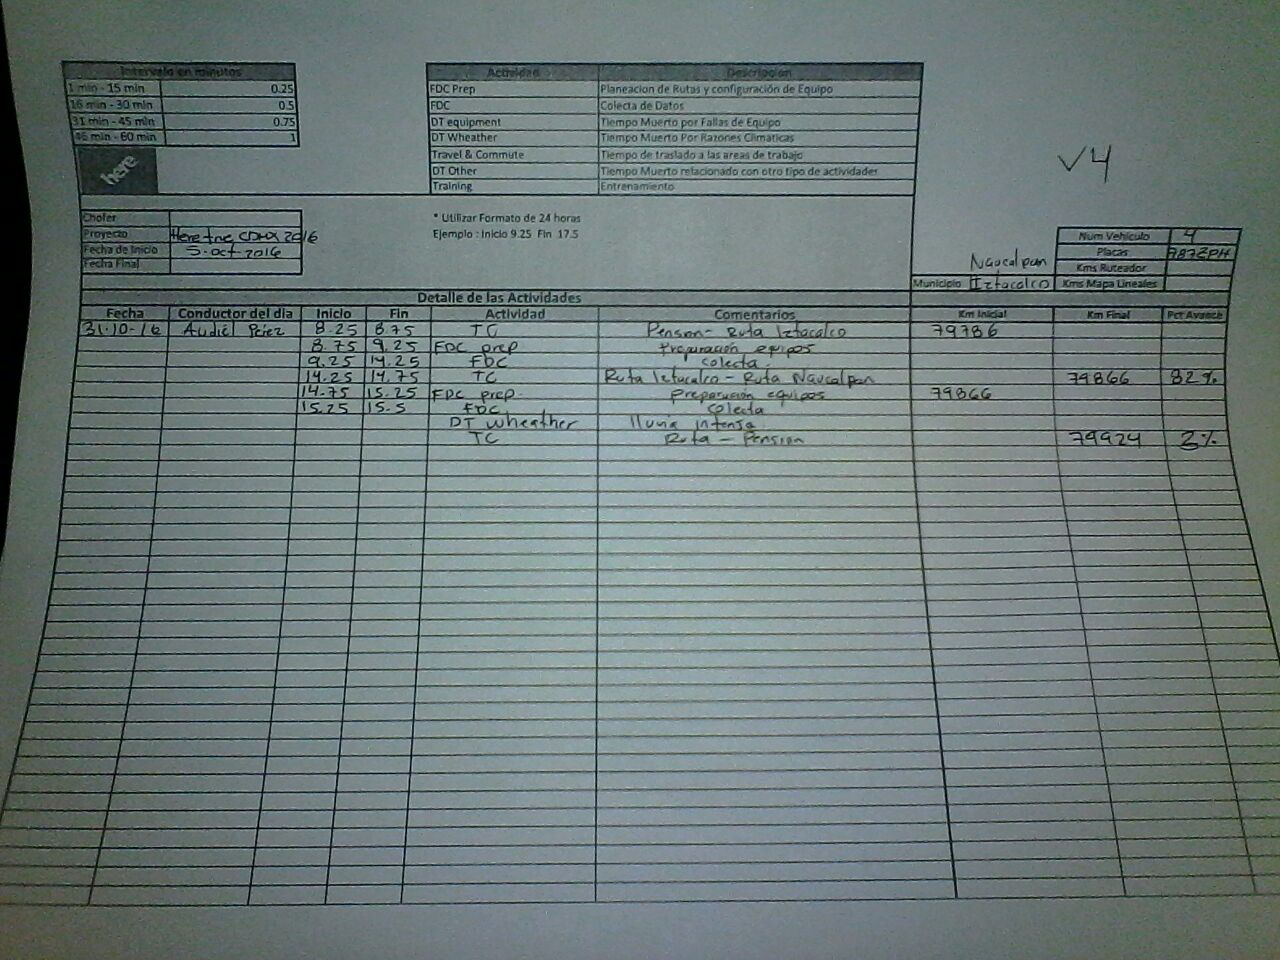 Intervalo en minutos
1 min - 15 min 0.25
16 min - 30 min 0.5
31 min - 45 min 0.75
46 min - 60 min 1
here
Actividad Descripcion
FDC Prep Planeacion de Rutas y configuración de Equipo
FDC Colecta de Datos
DT equipment Tiempo Muerto por Fallas de Equipo
DT Wheather Tiempo Muerto Por Razones Climaticas
Travel & Commute Tiempo de traslado a las areas de trabajo
DT Other Tiempo Muerto relacionado con otro tipo de actividades
Training Entrenamiento
V4
Chofer
Proyecto Here tne CDMX 2016
Fecha de Inicio 5-oct-2016
Fecha Final
* Utilizar Formato de 24 horas
Ejemplo : Inicio 9.25 Fin 17.5
Num Vehículo 4
Placas
Kms Ruteador
Kms Mapa Lineales
Naucalpan
Municipio Iztacalco
Detalle de las Actividades
Fecha Conductor del dia Inicio Fin Actividad Comentarios Km Inicial Km Final Pct Avance
31-10-16 Audiel Pérez 8.25 8.75 TC Pension - Ruta Iztacalco 79786
8.75 9.25 FDC prep Preparación equipos
9.25 14.25 FDC colecta
14.25 14.75 TC Ruta Iztacalco - Ruta Naucalpan 79866 82%
14.75 15.25 FDC prep. preparacion equipos 79866
15.25 15.5 FDC colecta
DT wheather lluvia intensa
TC Ruta - Pension 79924 3%